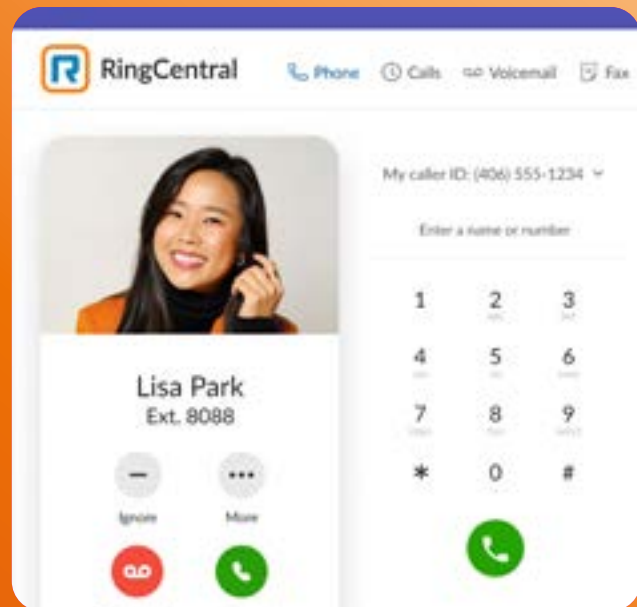 RingCentral
Phone Calls Voicemail Fax
My caller ID: (406) 555-1234
Enter a name or number
1 2 3
4 5 6
7 8 9
* 0 #
Lisa Park
Ext. 8088
Ignore More